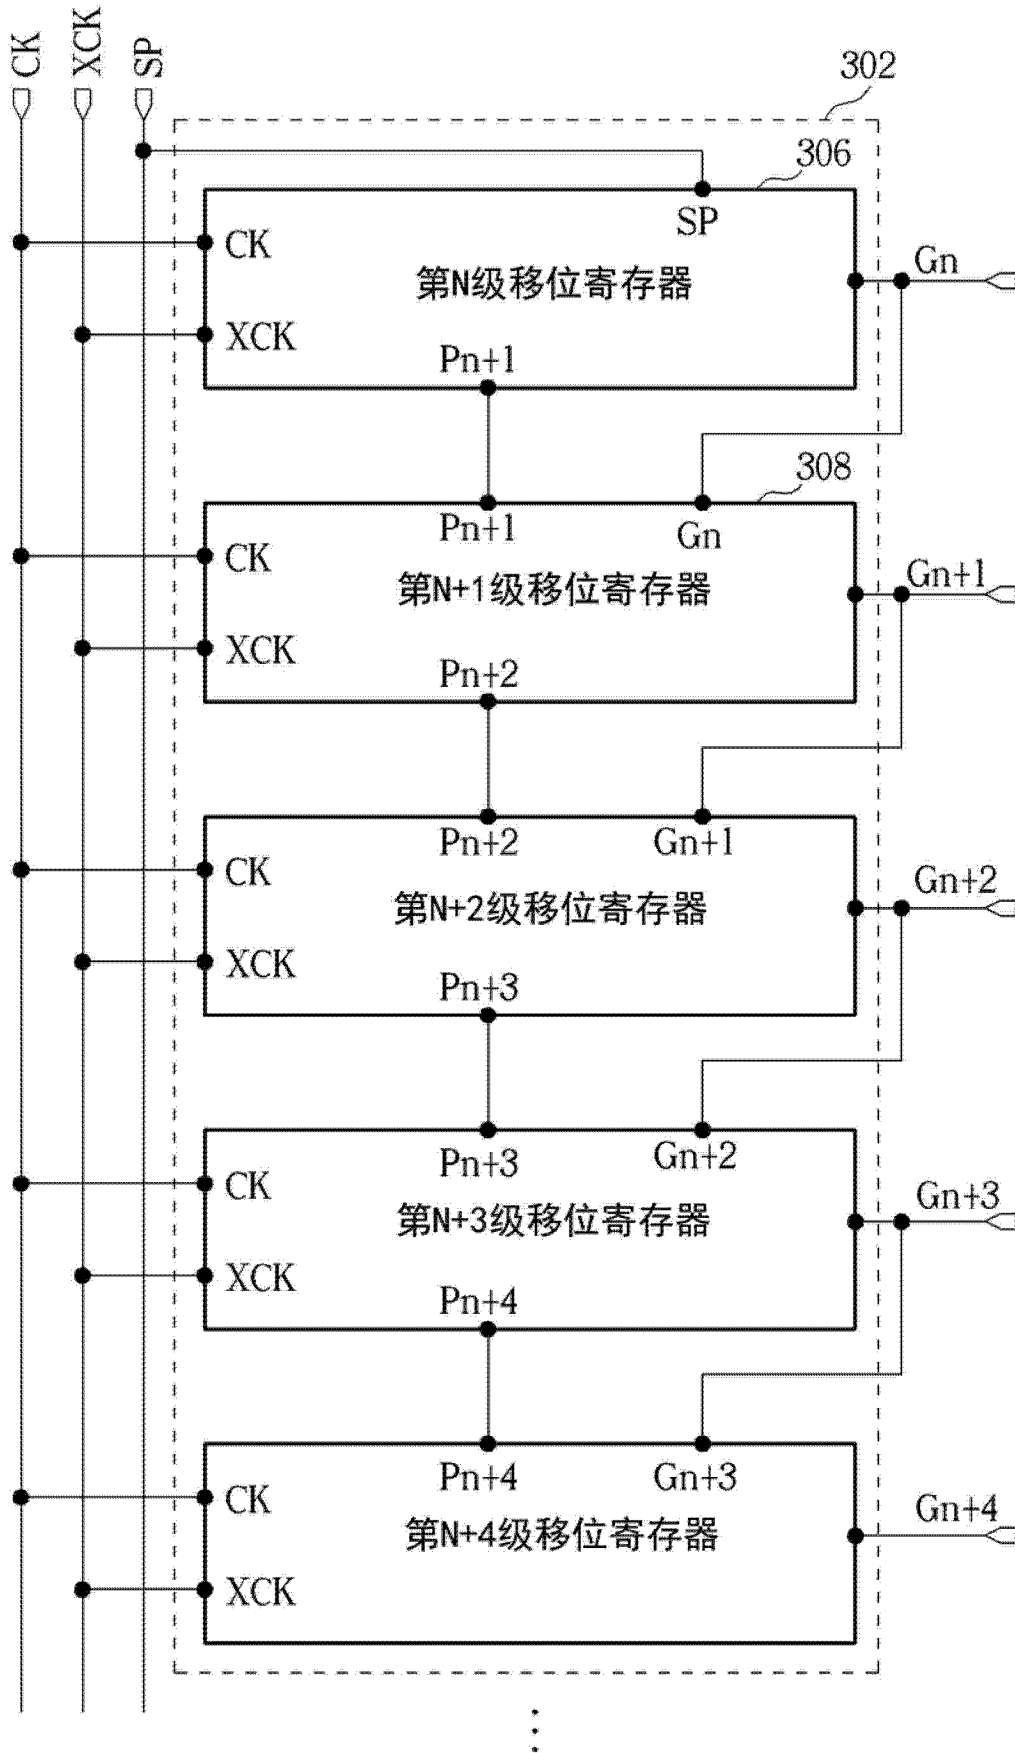 CK
XCK
SP
302
306
SP
CK
Gn
第N级移位寄存器
XCK
Pn+1
308
Pn+1
Gn
CK
Gn+1
第N+1级移位寄存器
XCK
Pn+2
Pn+2
Gn+1
CK
Gn+2
第N+2级移位寄存器
XCK
Pn+3
Pn+3
Gn+2
CK
Gn+3
第N+3级移位寄存器
XCK
Pn+4
Pn+4
Gn+3
CK
Gn+4
第N+4级移位寄存器
XCK